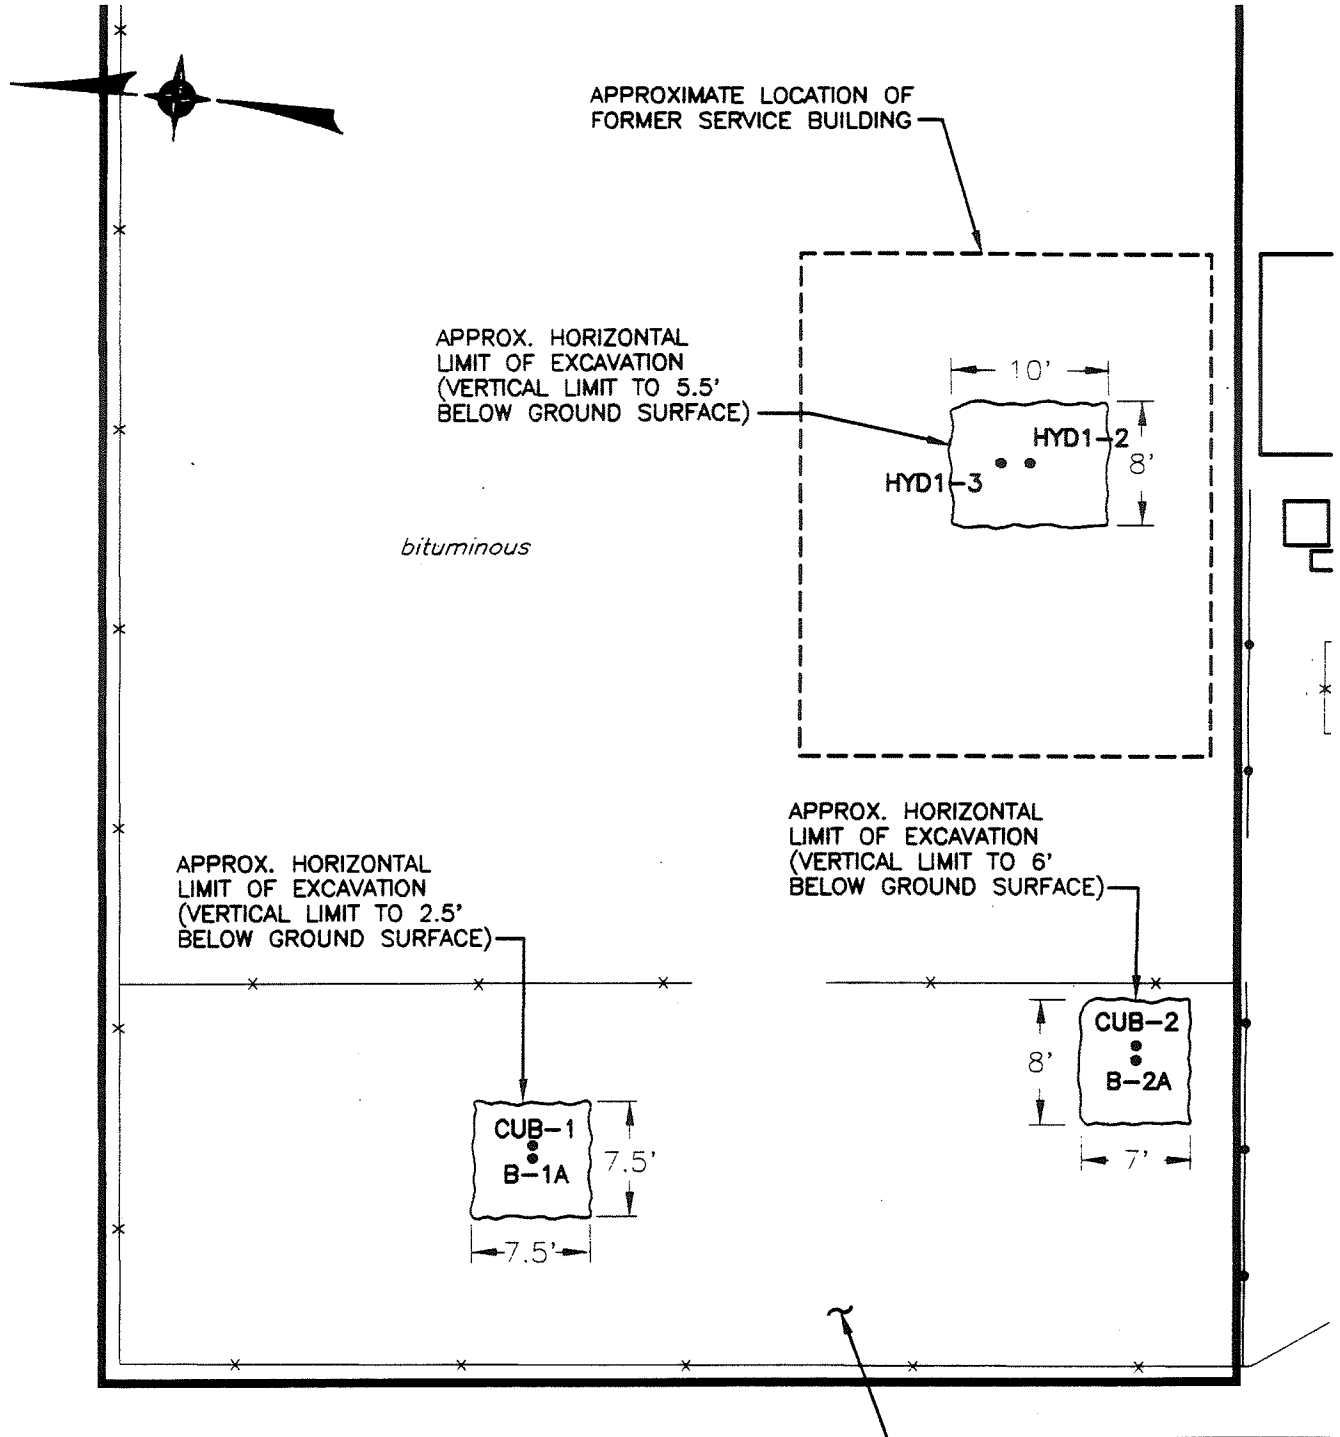 APPROXIMATE LOCATION OF
FORMER SERVICE BUILDING
APPROX. HORIZONTAL
LIMIT OF EXCAVATION
(VERTICAL LIMIT TO 5.5'
BELOW GROUND SURFACE)
10'
HYD1-2
8'
HYD1-3
bituminous
APPROX. HORIZONTAL
LIMIT OF EXCAVATION
(VERTICAL LIMIT TO 6'
BELOW GROUND SURFACE)
APPROX. HORIZONTAL
LIMIT OF EXCAVATION
(VERTICAL LIMIT TO 2.5'
BELOW GROUND SURFACE)
CUB-2
8'
B-2A
7'
CUB-1
7.5'
B-1A
7.5'